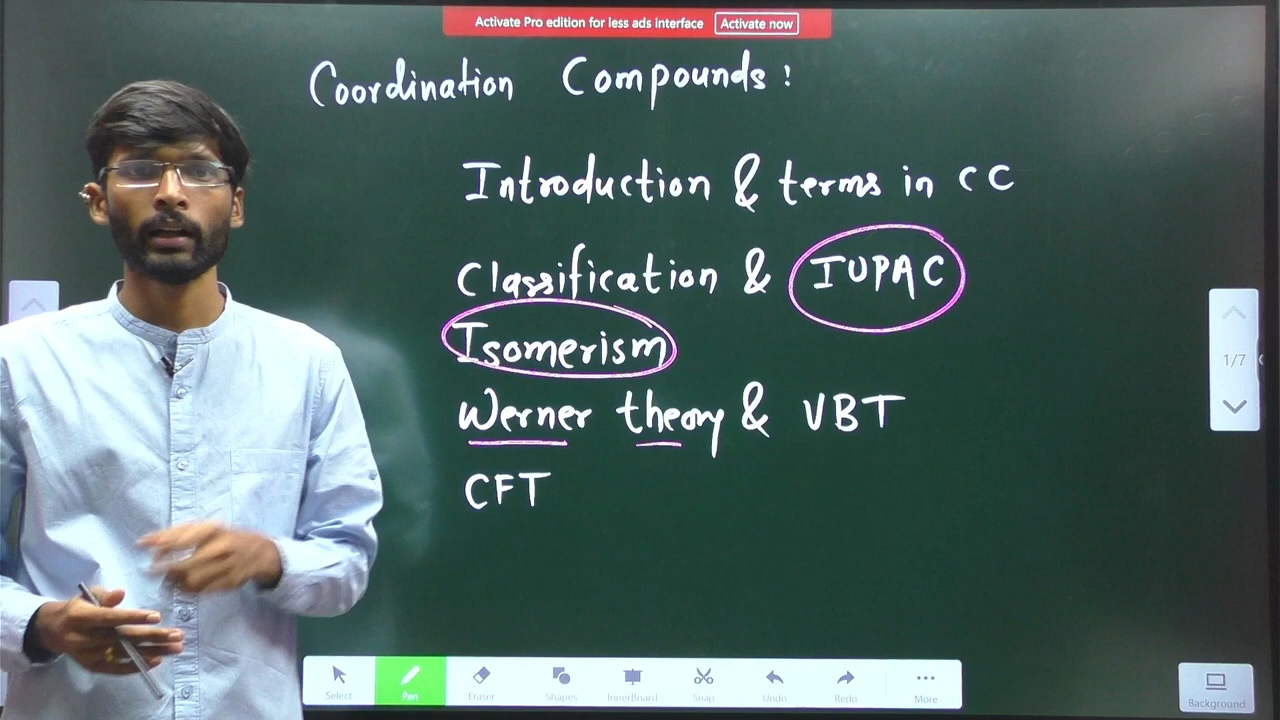 Activate Pro edition for less ads interface Activate now
Coordination Compounds :
Introduction & terms in CC
Classification & IUPAC
Isomerism
Werner theory & VBT
CFT
1/7
Select Pan Eraser Shapes InnerBoard Snap Undo Redo More
Background